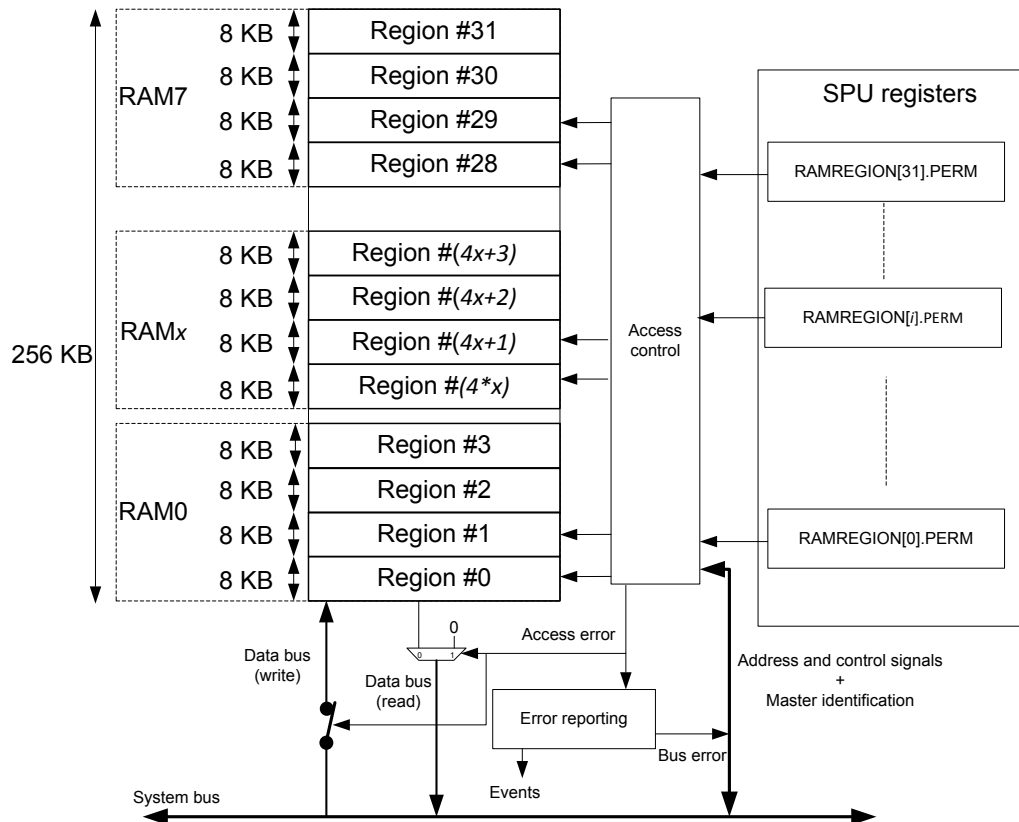 8 KB
Region #31
8 KB
Region #30
RAM7
8 KB
Region #29
8 KB
Region #28
SPU registers
RAMREGION[31].PERM
8 KB
Region #(4x+3)
8 KB
Region #(4x+2)
RAMx
8 KB
Region #(4x+1)
8 KB
Region #(4*x)
256 KB
Access
control
RAMREGION[i].PERM
8 KB
Region #3
8 KB
Region #2
RAM0
8 KB
Region #1
8 KB
Region #0
RAMREGION[0].PERM
0
0 1
Access error
Data bus
(write)
Data bus
(read)
Address and control signals
+
Master identification
Error reporting
Bus error
Events
System bus